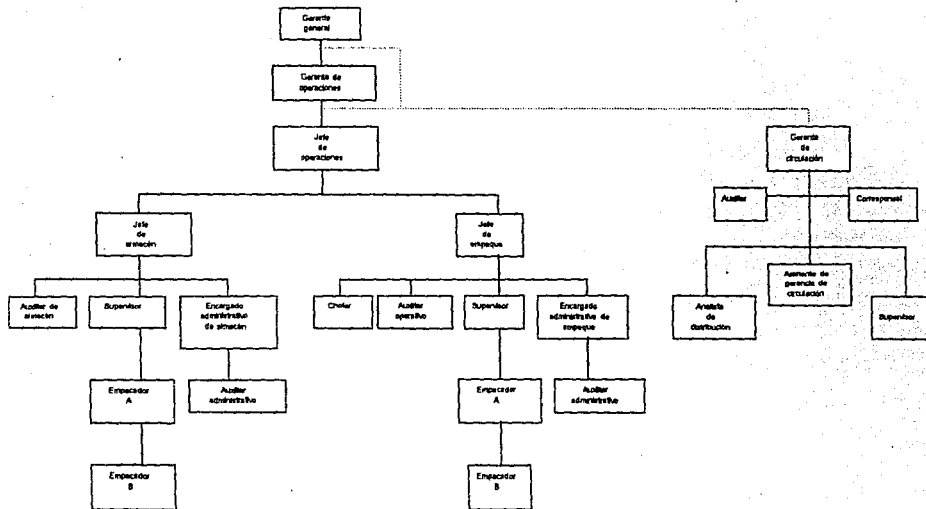 Gerente
general
Gerente de
operaciones
Jefe
de
operaciones
Gerente
de
circulación
Auxiliar
Corresponsal
Jefe
de
almacén
Jefe
de
empaque
Auxiliar de
almacén
Supervisor
Encargado
administrativo
de almacén
Chofer
Auxiliar
operativo
Supervisor
Encargado
administrativo de
empaque
Analista
de
distribución
Asistente de
gerencia de
circulación
Supervisor
Empacador
A
Auxiliar
administrativo
Empacador
A
Auxiliar
administrativo
Empacador
B
Empacador
B